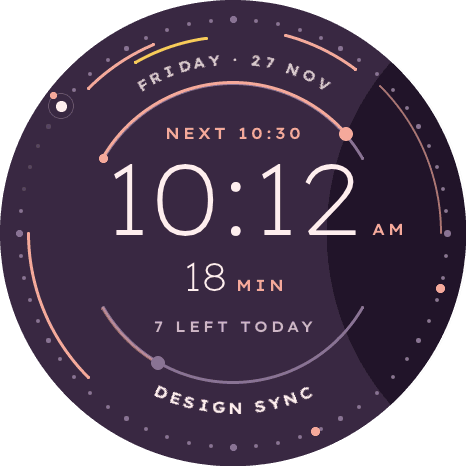 FRIDAY · 27 NOV
NEXT 10:30
10:12 AM
18 MIN
7 LEFT TODAY
DESIGN SYNC